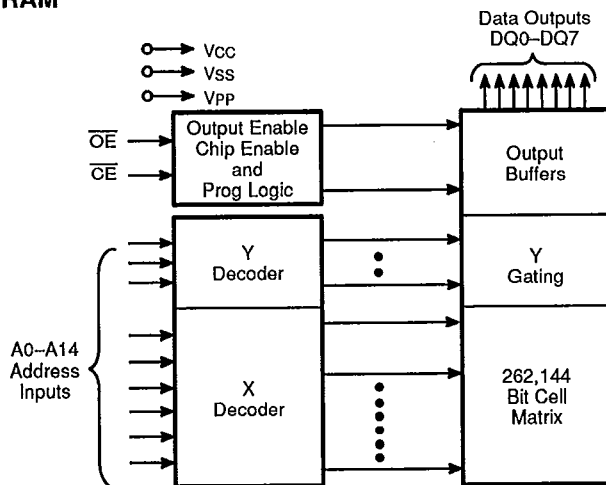 RAM
Data Outputs
DQ0–DQ7
VCC
VSS
VPP
OE
CE
Output Enable
Chip Enable
and
Prog Logic
Output
Buffers
Y
Decoder
Y
Gating
A0–A14
Address
Inputs
X
Decoder
262,144
Bit Cell
Matrix